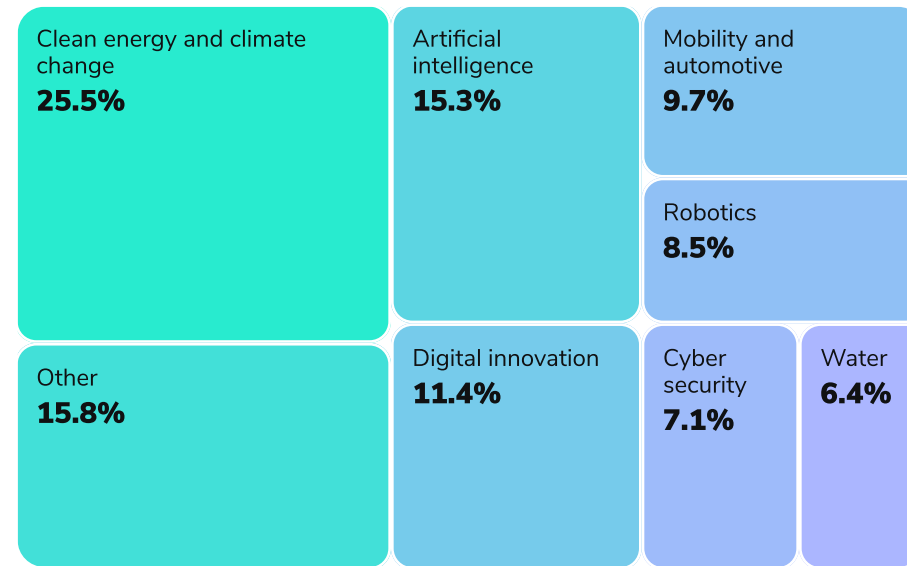 Clean energy and climate
change
25.5%
Artificial
intelligence
15.3%
Mobility and
automotive
9.7%
Robotics
8.5%
Other
15.8%
Digital innovation
11.4%
Cyber
security
7.1%
Water
6.4%